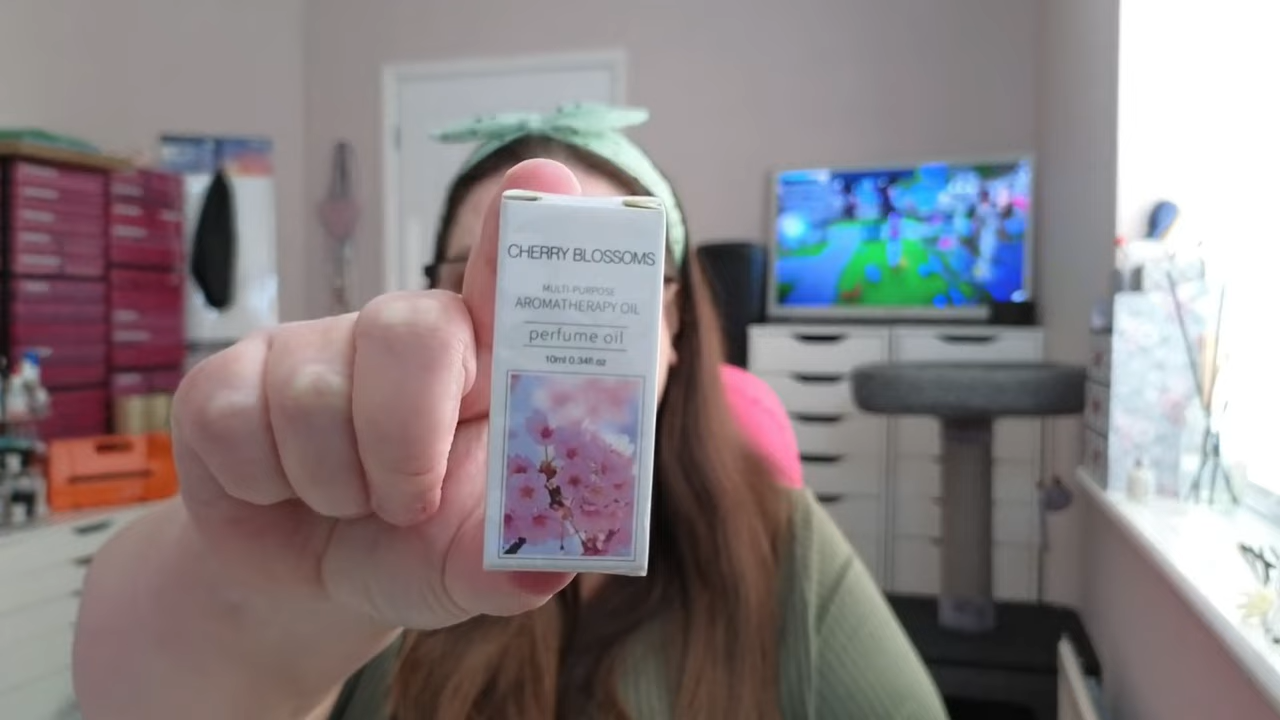 CHERRY BLOSSOMS
MULTI-PURPOSE
AROMATHERAPY OIL
perfume oil
10ml 0.34fl.oz